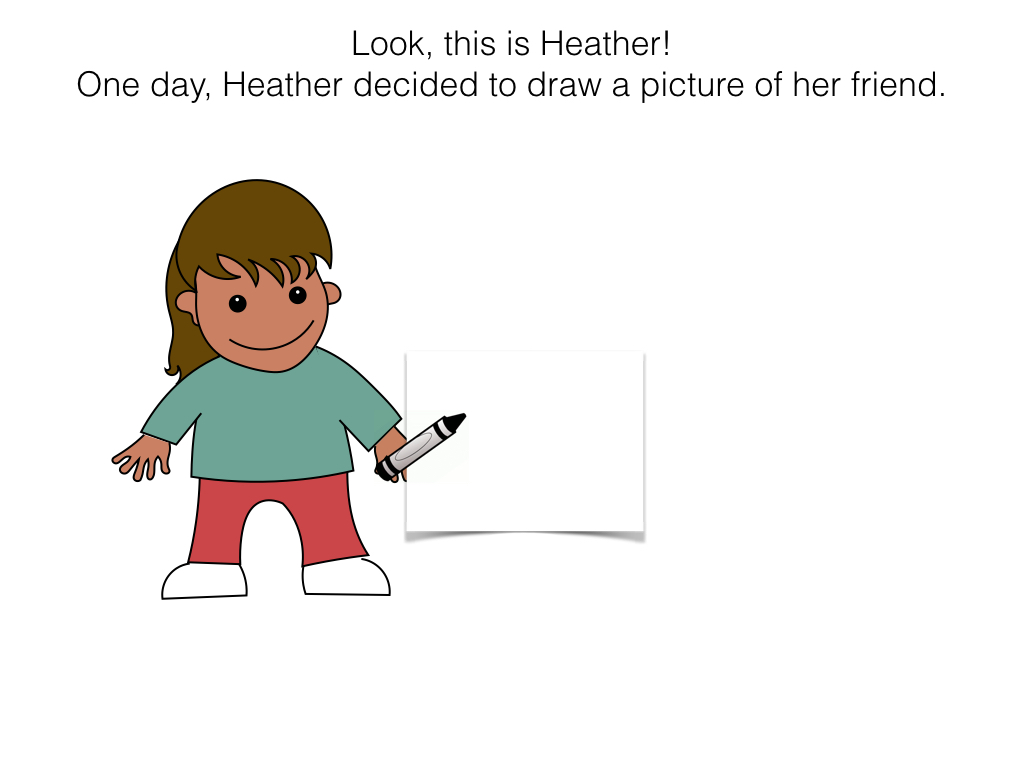 Look, this is Heather!
One day, Heather decided to draw a picture of her friend.